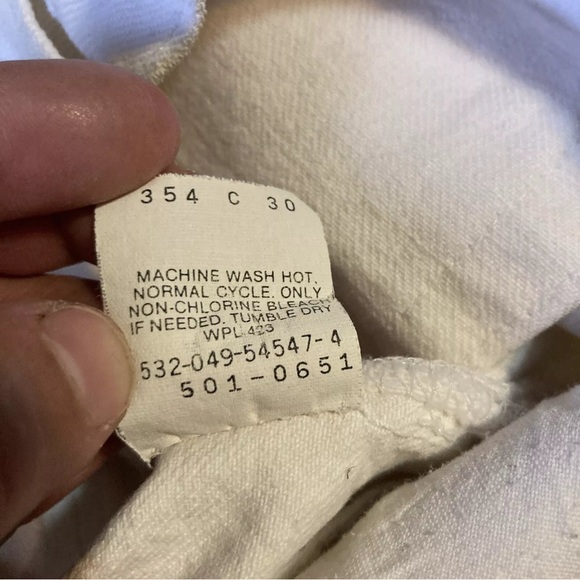 354 C 30
MACHINE WASH HOT,
NORMAL CYCLE. ONLY
NON-CHLORINE BLEACH
IF NEEDED. TUMBLE DRY
WPL 423
532-049-54547-4
501-0651